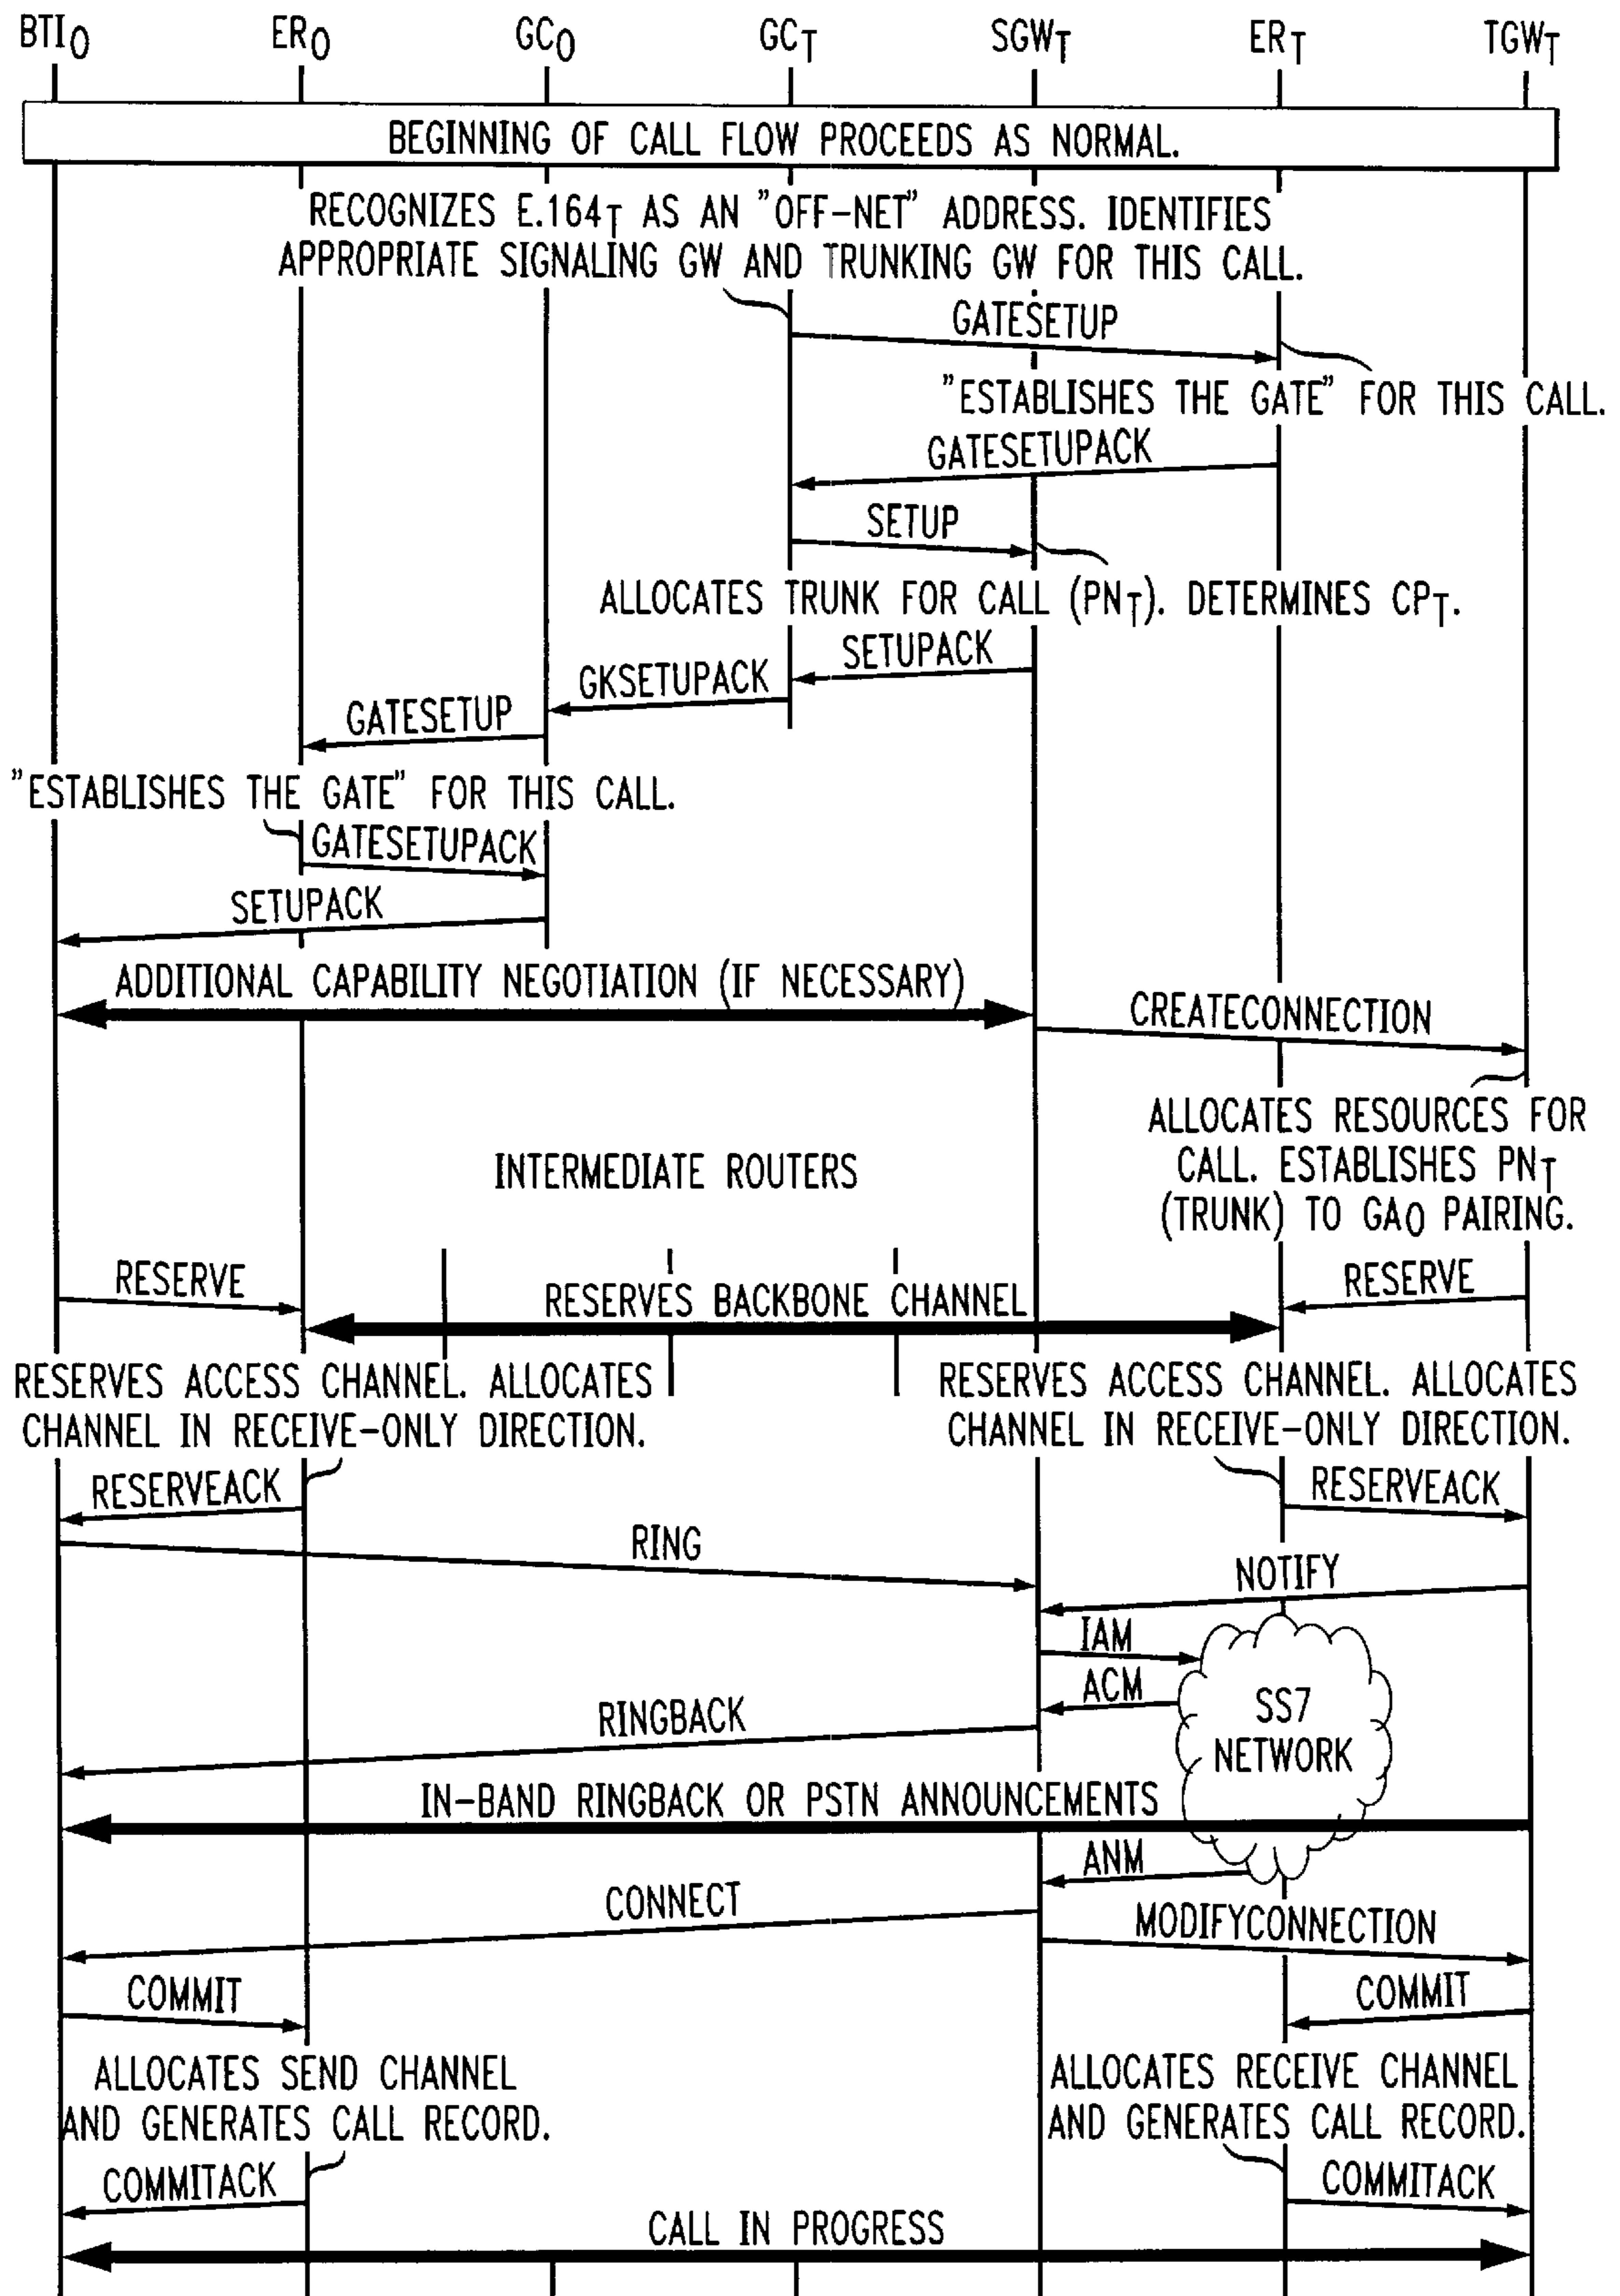 BTIO ERO GCO GCT SGWT ERT TGWT
BEGINNING OF CALL FLOW PROCEEDS AS NORMAL.
RECOGNIZES E.164T AS AN "OFF-NET" ADDRESS. IDENTIFIES
APPROPRIATE SIGNALING GW AND TRUNKING GW FOR THIS CALL.
GATESETUP
"ESTABLISHES THE GATE" FOR THIS CALL.
GATESETUPACK
SETUP
ALLOCATES TRUNK FOR CALL (PNT). DETERMINES CPT.
SETUPACK
GKSETUPACK
GATESETUP
"ESTABLISHES THE GATE" FOR THIS CALL.
GATESETUPACK
SETUPACK
ADDITIONAL CAPABILITY NEGOTIATION (IF NECESSARY)
CREATECONNECTION
ALLOCATES RESOURCES FOR
CALL. ESTABLISHES PNT
(TRUNK) TO GAO PAIRING.
INTERMEDIATE ROUTERS
RESERVE
RESERVES BACKBONE CHANNEL
RESERVE
RESERVES ACCESS CHANNEL. ALLOCATES
CHANNEL IN RECEIVE-ONLY DIRECTION.
RESERVES ACCESS CHANNEL. ALLOCATES
CHANNEL IN RECEIVE-ONLY DIRECTION.
RESERVEACK
RESERVEACK
RING
NOTIFY
IAM
ACM
SS7
NETWORK
RINGBACK
IN-BAND RINGBACK OR PSTN ANNOUNCEMENTS
ANM
CONNECT
MODIFYCONNECTION
COMMIT
COMMIT
ALLOCATES SEND CHANNEL
AND GENERATES CALL RECORD.
ALLOCATES RECEIVE CHANNEL
AND GENERATES CALL RECORD.
COMMITACK
COMMITACK
CALL IN PROGRESS